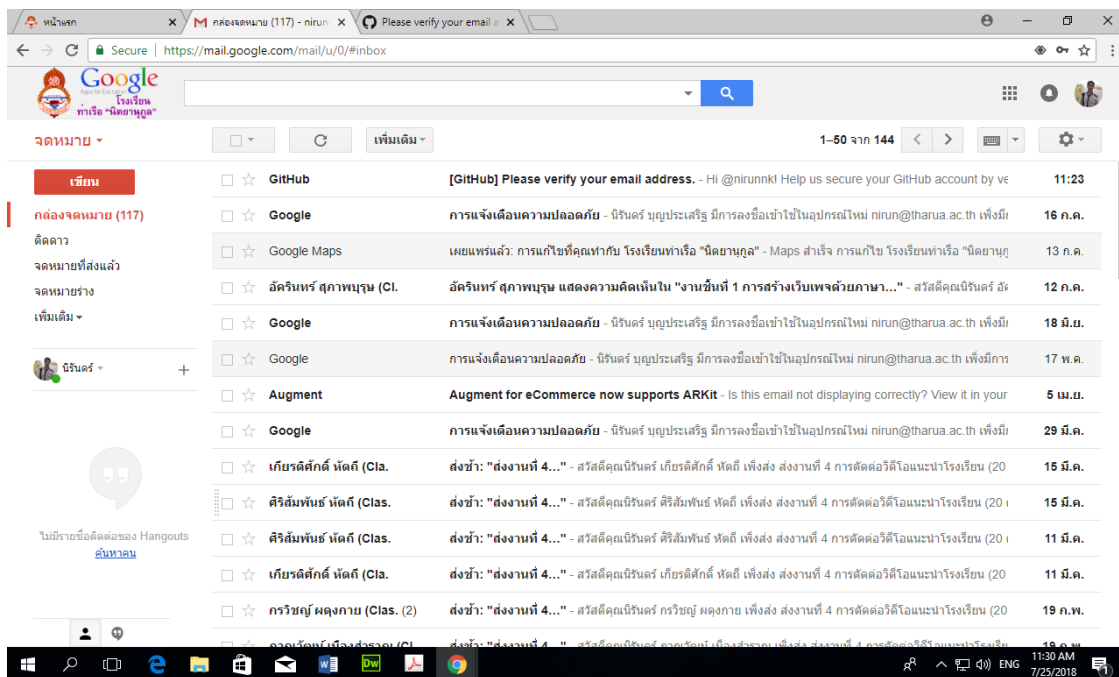 หน้าแรก
กล่องจดหมาย (117) - nirun
Please verify your email a
Secure | https://mail.google.com/mail/u/0/#inbox
Google
โรงเรียน
ท่าเรือ "นิตยานุกูล"
จดหมาย
เพิ่มเติม
1–50 จาก 144
เขียน
กล่องจดหมาย (117)
ติดดาว
จดหมายที่ส่งแล้ว
จดหมายร่าง
เพิ่มเติม
นิรันดร์
ไม่มีรายชื่อติดต่อของ Hangouts
ค้นหาคน
GitHub [GitHub] Please verify your email address. - Hi @nirunnk! Help us secure your GitHub account by ve 11:23
Google การแจ้งเตือนความปลอดภัย - นิรันดร์ บุญประเสริฐ มีการลงชื่อเข้าใช้ในอุปกรณ์ใหม่ nirun@tharua.ac.th เพิ่งมีก 16 ก.ค.
Google Maps เผยแพร่แล้ว: การแก้ไขที่คุณทำกับ โรงเรียนท่าเรือ "นิตยานุกูล" - Maps สำเร็จ การแก้ไข โรงเรียนท่าเรือ "นิตยานุกู 13 ก.ค.
อัครินทร์ สุภาพบุรุษ (Cl. อัครินทร์ สุภาพบุรุษ แสดงความคิดเห็นใน "งานชิ้นที่ 1 การสร้างเว็บเพจด้วยภาษา…" - สวัสดีคุณนิรันดร์ อัค 12 ก.ค.
Google การแจ้งเตือนความปลอดภัย - นิรันดร์ บุญประเสริฐ มีการลงชื่อเข้าใช้ในอุปกรณ์ใหม่ nirun@tharua.ac.th เพิ่งมีก 18 มิ.ย.
Google การแจ้งเตือนความปลอดภัย - นิรันดร์ บุญประเสริฐ มีการลงชื่อเข้าใช้ในอุปกรณ์ใหม่ nirun@tharua.ac.th เพิ่งมีการ 17 พ.ค.
Augment Augment for eCommerce now supports ARKit - Is this email not displaying correctly? View it in your 5 เม.ย.
Google การแจ้งเตือนความปลอดภัย - นิรันดร์ บุญประเสริฐ มีการลงชื่อเข้าใช้ในอุปกรณ์ใหม่ nirun@tharua.ac.th เพิ่งมีก 29 มี.ค.
เกียรติศักดิ์ หัตถี (Cla. ส่งช้า: "ส่งงานที่ 4…" - สวัสดีคุณนิรันดร์ เกียรติศักดิ์ หัตถี เพิ่งส่ง ส่งงานที่ 4 การตัดต่อวิดีโอแนะนำโรงเรียน (20 15 มี.ค.
ศิริสัมพันธ์ หัตถี (Clas. ส่งช้า: "ส่งงานที่ 4…" - สวัสดีคุณนิรันดร์ ศิริสัมพันธ์ หัตถี เพิ่งส่ง ส่งงานที่ 4 การตัดต่อวิดีโอแนะนำโรงเรียน (20 15 มี.ค.
ศิริสัมพันธ์ หัตถี (Clas. ส่งช้า: "ส่งงานที่ 4…" - สวัสดีคุณนิรันดร์ ศิริสัมพันธ์ หัตถี เพิ่งส่ง ส่งงานที่ 4 การตัดต่อวิดีโอแนะนำโรงเรียน (20 11 มี.ค.
เกียรติศักดิ์ หัตถี (Cla. ส่งช้า: "ส่งงานที่ 4…" - สวัสดีคุณนิรันดร์ เกียรติศักดิ์ หัตถี เพิ่งส่ง ส่งงานที่ 4 การตัดต่อวิดีโอแนะนำโรงเรียน (20 11 มี.ค.
กรวิชญ์ ผดุงกาย (Clas. (2) ส่งช้า: "ส่งงานที่ 4…" - สวัสดีคุณนิรันดร์ กรวิชญ์ ผดุงกาย เพิ่งส่ง ส่งงานที่ 4 การตัดต่อวิดีโอแนะนำโรงเรียน (20 19 ก.พ.
ENG
11:30 AM
7/25/2018